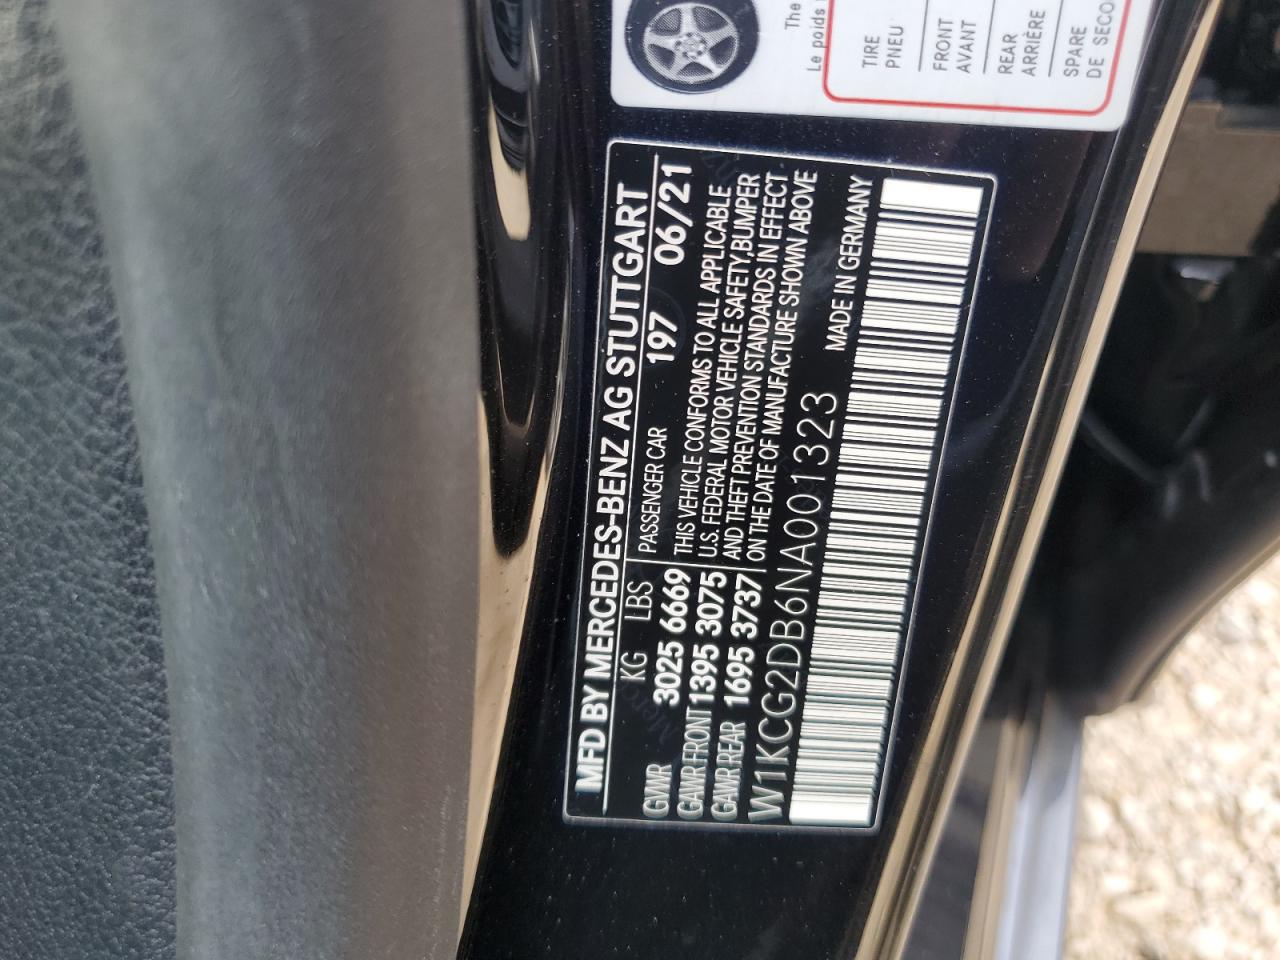 The
Le poids
TIRE
PNEU
FRONT
AVANT
REAR
ARRIÈRE
SPARE
DE SECO
MFD BY MERCEDES-BENZ AG STUTTGART
KG LBS PASSENGER CAR 197 06/21
GVWR 3025 6669 THIS VEHICLE CONFORMS TO ALL APPLICABLE
GAWR FRONT 1395 3075 U.S. FEDERAL MOTOR VEHICLE SAFETY,BUMPER
GAWR REAR 1695 3737 AND THEFT PREVENTION STANDARDS IN EFFECT
ON THE DATE OF MANUFACTURE SHOWN ABOVE
W1KCG2DB6NA001323 MADE IN GERMANY